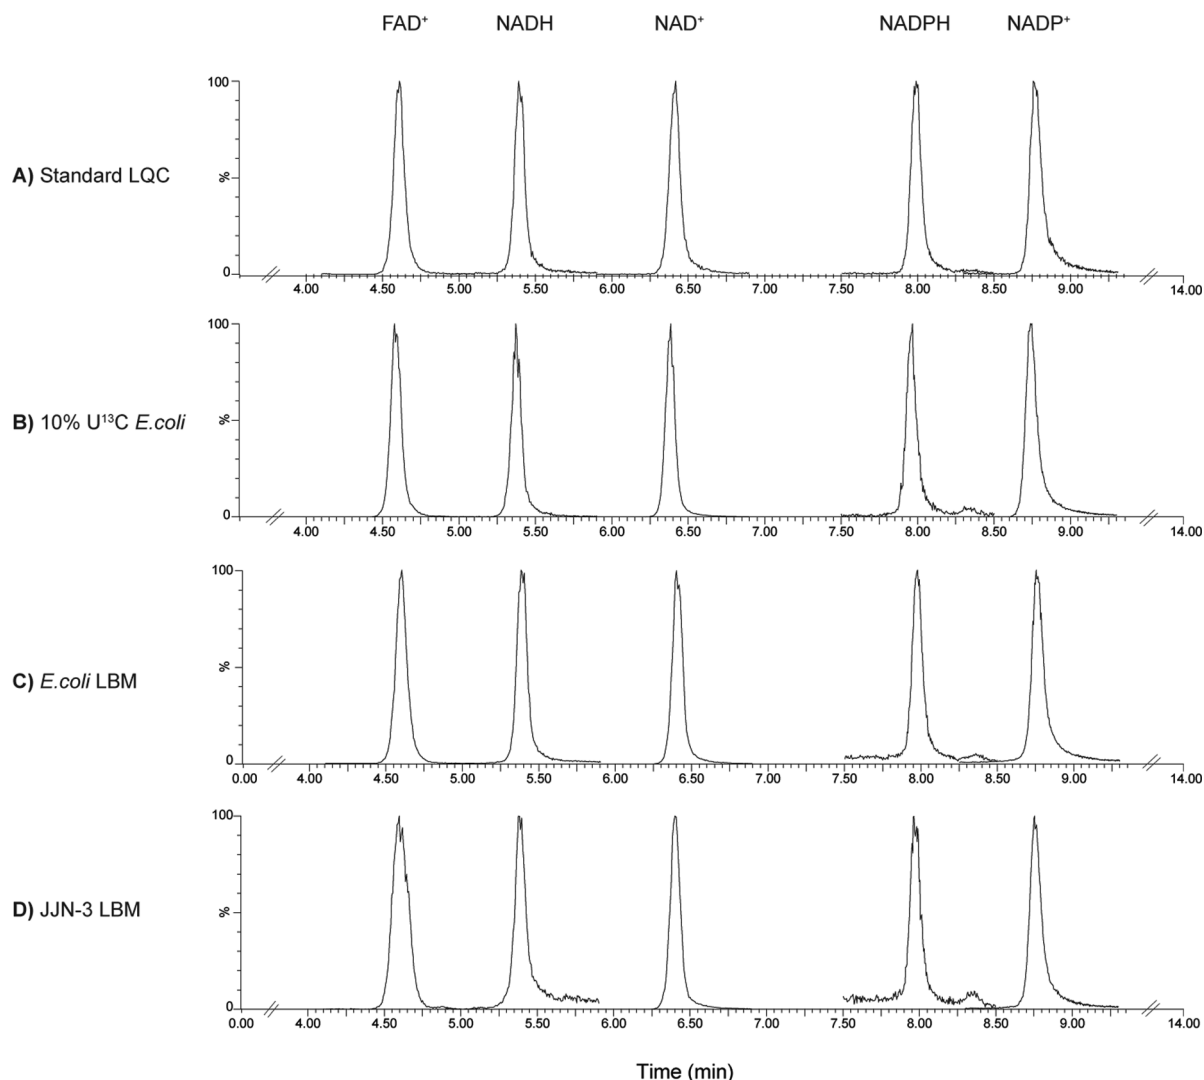 FAD⁺ NADH NAD⁺ NADPH NADP⁺
100
A) Standard LQC
%
0
4.00 4.50 5.00 5.50 6.00 6.50 7.00 7.50 8.00 8.50 9.00 14.00
100
B) 10% U¹³C E.coli
%
0
4.00 4.50 5.00 5.50 6.00 6.50 7.00 7.50 8.00 8.50 9.00 14.00
100
C) E.coli LBM
%
0
0.00 4.00 4.50 5.00 5.50 6.00 6.50 7.00 7.50 8.00 8.50 9.00 14.00
100
D) JJN-3 LBM
%
0
0.00 4.00 4.50 5.00 5.50 6.00 6.50 7.00 7.50 8.00 8.50 9.00 14.00
Time (min)